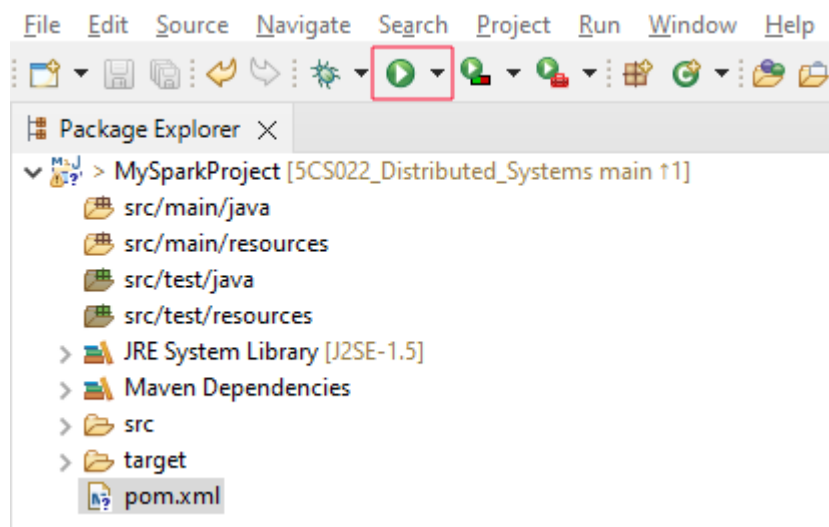 File Edit Source Navigate Search Project Run Window Help
Package Explorer
> MySparkProject [5CS022_Distributed_Systems main ↑1]
src/main/java
src/main/resources
src/test/java
src/test/resources
JRE System Library [J2SE-1.5]
Maven Dependencies
src
target
pom.xml